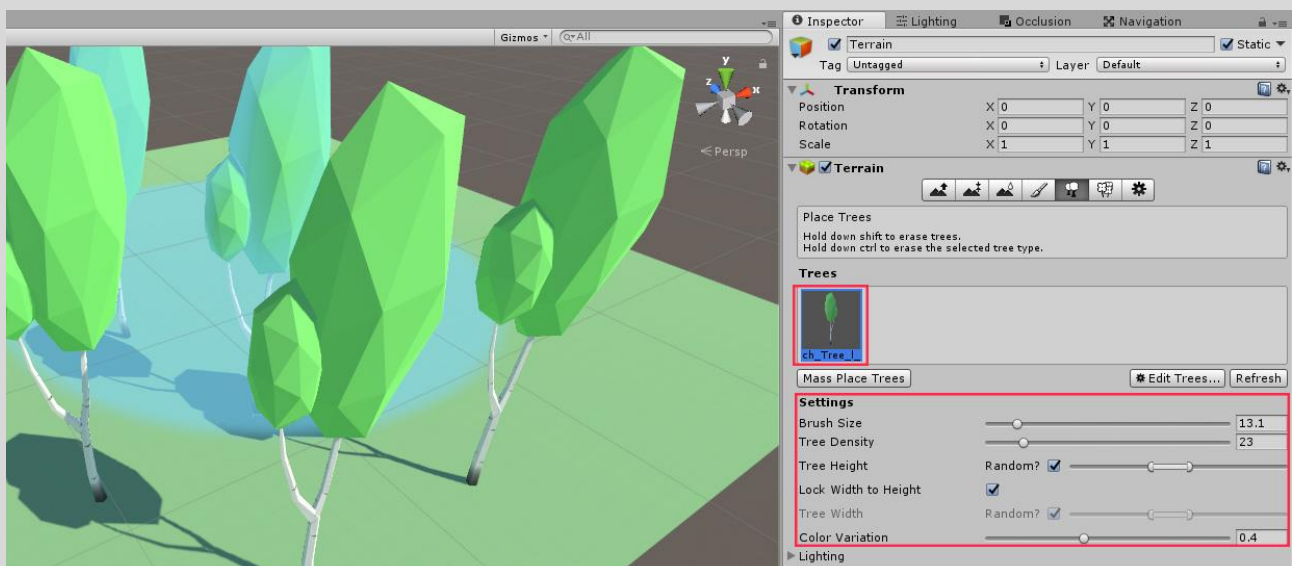 Gizmos All
y
z x
Persp
Inspector Lighting Occlusion Navigation
Terrain Static
Tag Untagged Layer Default
Transform
Position X 0 Y 0 Z 0
Rotation X 0 Y 0 Z 0
Scale X 1 Y 1 Z 1
Terrain
Place Trees
Hold down shift to erase trees.
Hold down ctrl to erase the selected tree type.
Trees
ch_Tree_l_
Mass Place Trees Edit Trees... Refresh
Settings
Brush Size 13.1
Tree Density 23
Tree Height Random?
Lock Width to Height
Tree Width Random?
Color Variation 0.4
Lighting